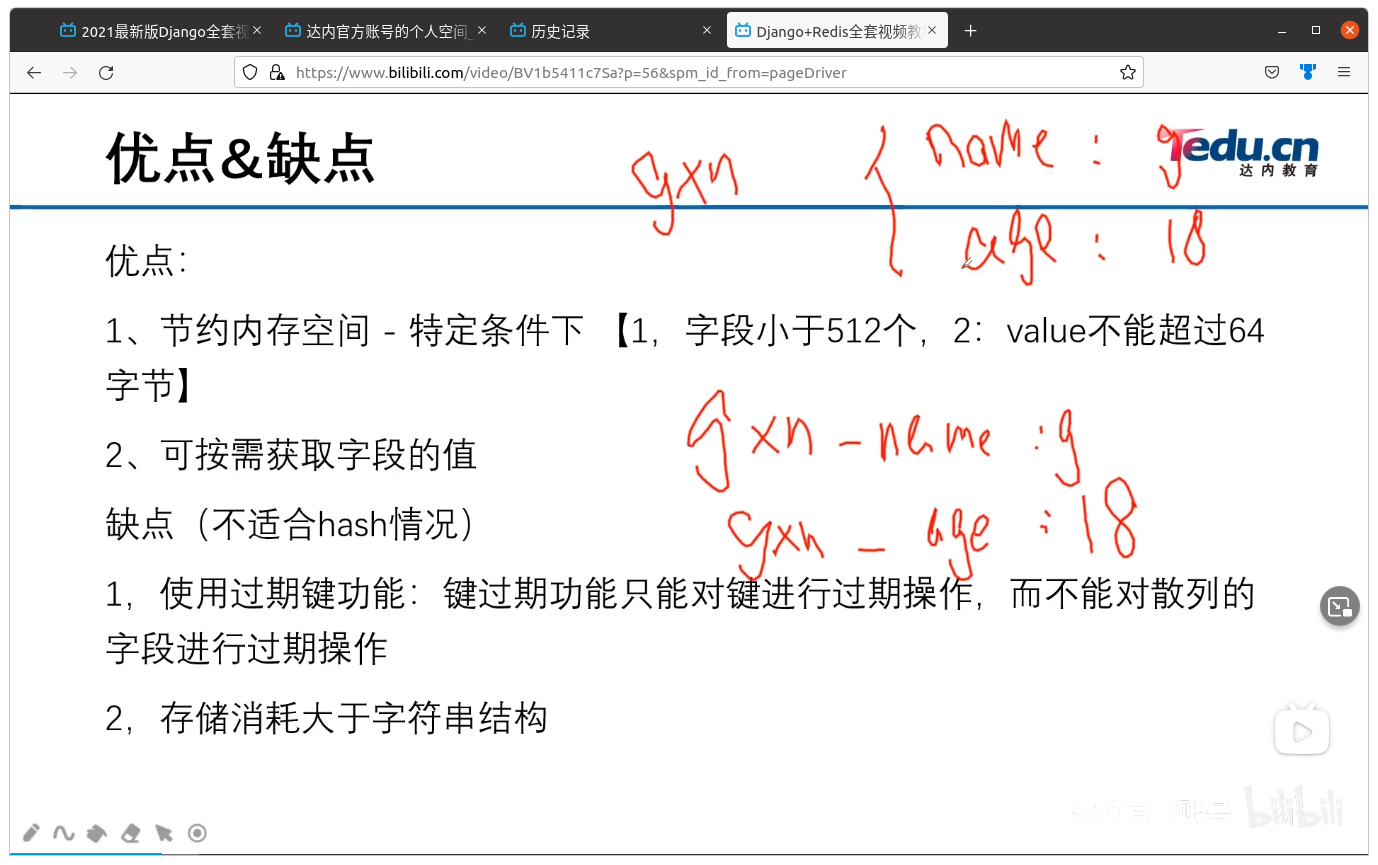 2021最新版Django全套视
达内官方账号的个人空间_
历史记录
Django+Redis全套视频教
https://www.bilibili.com/video/BV1b5411c7Sa?p=56&spm_id_from=pageDriver
优点&缺点
gxn
name : g
age : 18
Tedu.cn
达内教育
优点：
1、节约内存空间 - 特定条件下 【1，字段小于512个，2：value不能超过64
字节】
2、可按需获取字段的值
gxn - name : g
缺点（不适合hash情况）
gxn - age : 18
1，使用过期键功能：键过期功能只能对键进行过期操作，而不能对散列的
字段进行过期操作
2，存储消耗大于字符串结构
达内官方账号 bilibili